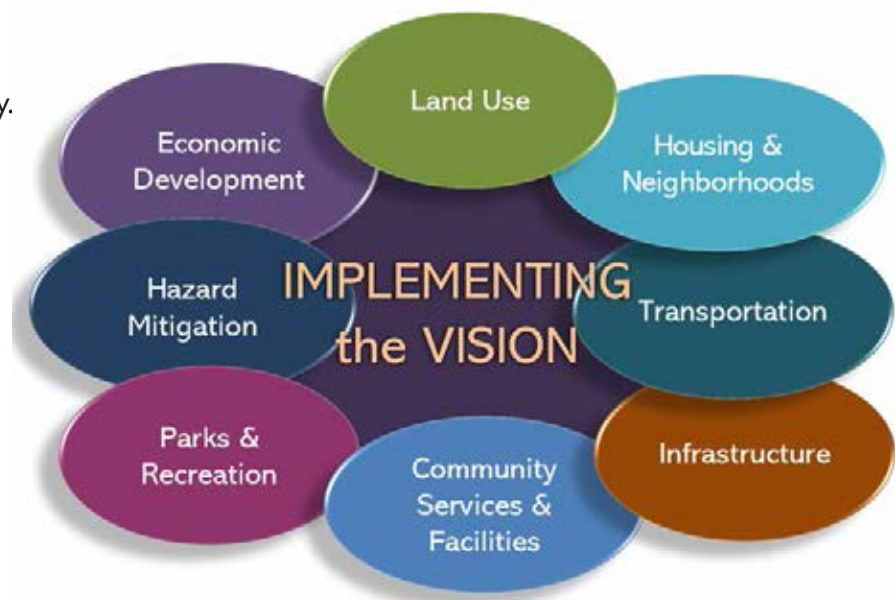 y.
Land Use
Economic
Development
Housing &
Neighborhoods
Hazard
Mitigation
IMPLEMENTING
the VISION
Transportation
Parks &
Recreation
Community
Services &
Facilities
Infrastructure